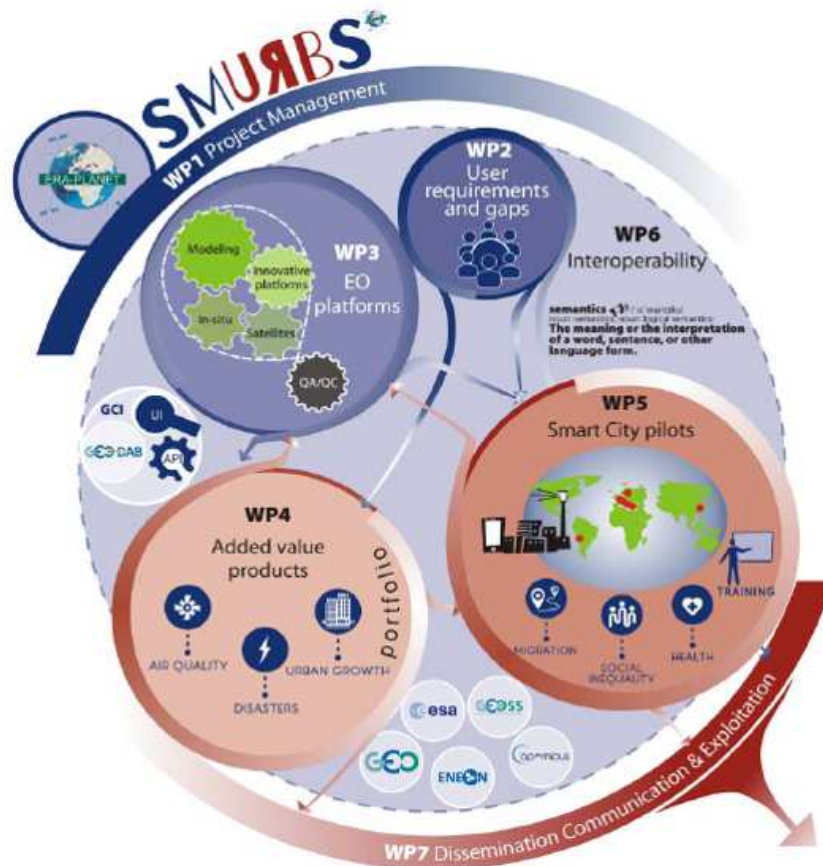 SMURBS
ERA-PLANET
WP1 Project Management
WP2
User
requirements
and gaps
WP3
EO
platforms
Modeling
Innovative
platforms
In-situ
Satellites
QA/QC
WP6
Interoperability
semantics
The meaning or the interpretation
of a word, sentence, or other
language form.
GCI
UI
GEO DAB
API
WP5
Smart City pilots
TRAINING
MIGRATION
SOCIAL
INEQUALITY
HEALTH
WP4
Added value
products
portfolio
AIR QUALITY
DISASTERS
URBAN GROWTH
esa
GEOSS
GEO
ENEON
Copernicus
WP7 Dissemination Communication & Exploitation